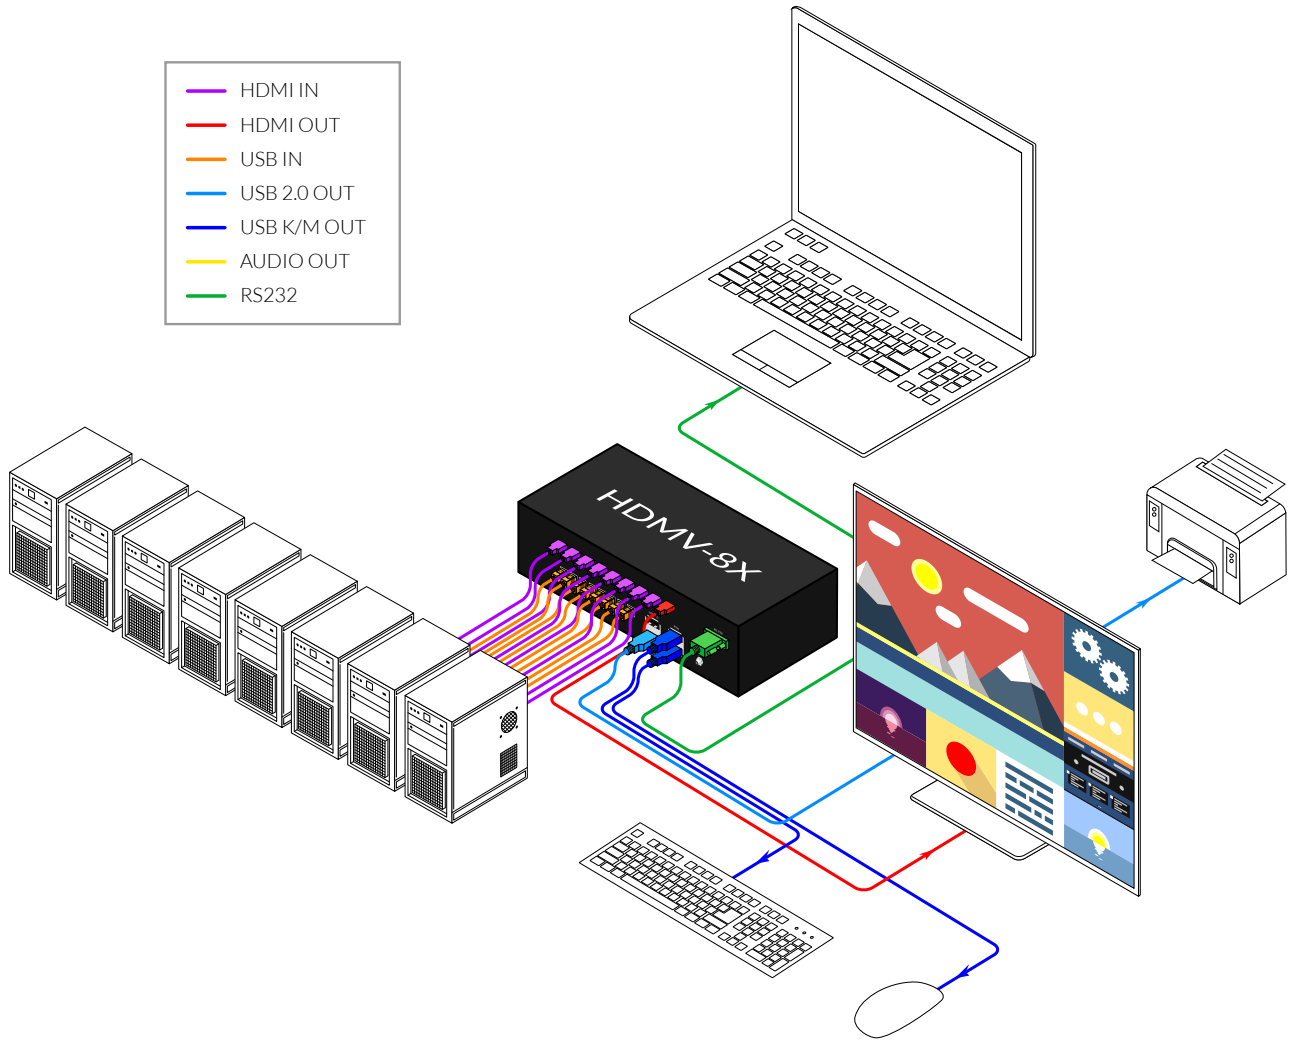 HDMI IN
HDMI OUT
USB IN
USB 2.0 OUT
USB K/M OUT
AUDIO OUT
RS232
HDMV-8X